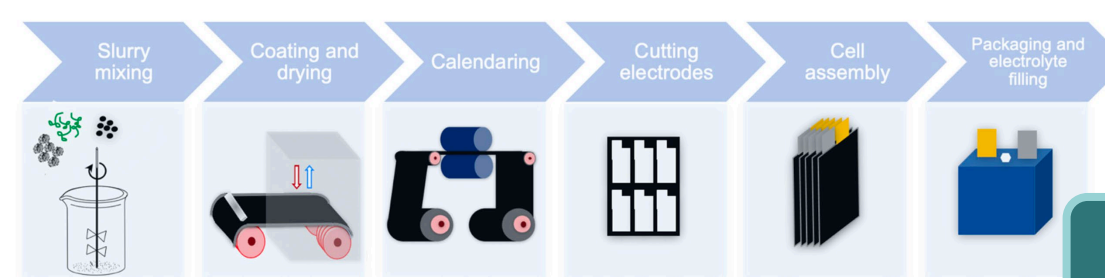 Slurry
mixing
Coating and
drying
Calendaring
Cutting
electrodes
Cell
assembly
Packaging and
electrolyte
filling